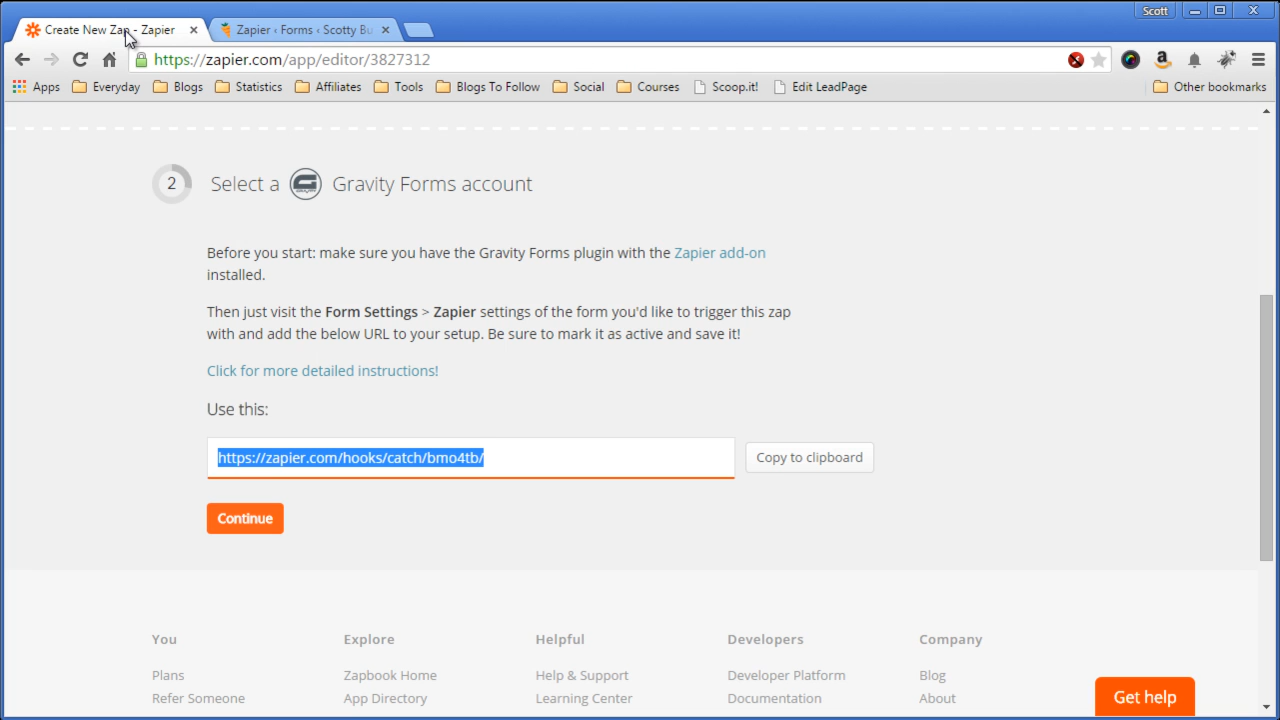 Scott
Create New Zap - Zapier
Zapier ‹ Forms ‹ Scotty Bu
https://zapier.com/app/editor/3827312
Apps Everyday Blogs Statistics Affiliates Tools Blogs To Follow Social Courses Scoop.it! Edit LeadPage Other bookmarks
2 Select a Gravity Forms account
Before you start: make sure you have the Gravity Forms plugin with the Zapier add-on
installed.
Then just visit the Form Settings > Zapier settings of the form you'd like to trigger this zap
with and add the below URL to your setup. Be sure to mark it as active and save it!
Click for more detailed instructions!
Use this:
https://zapier.com/hooks/catch/bmo4tb/
Copy to clipboard
Continue
You Explore Helpful Developers Company
Plans Zapbook Home Help & Support Developer Platform Blog
Refer Someone App Directory Learning Center Documentation About
Get help